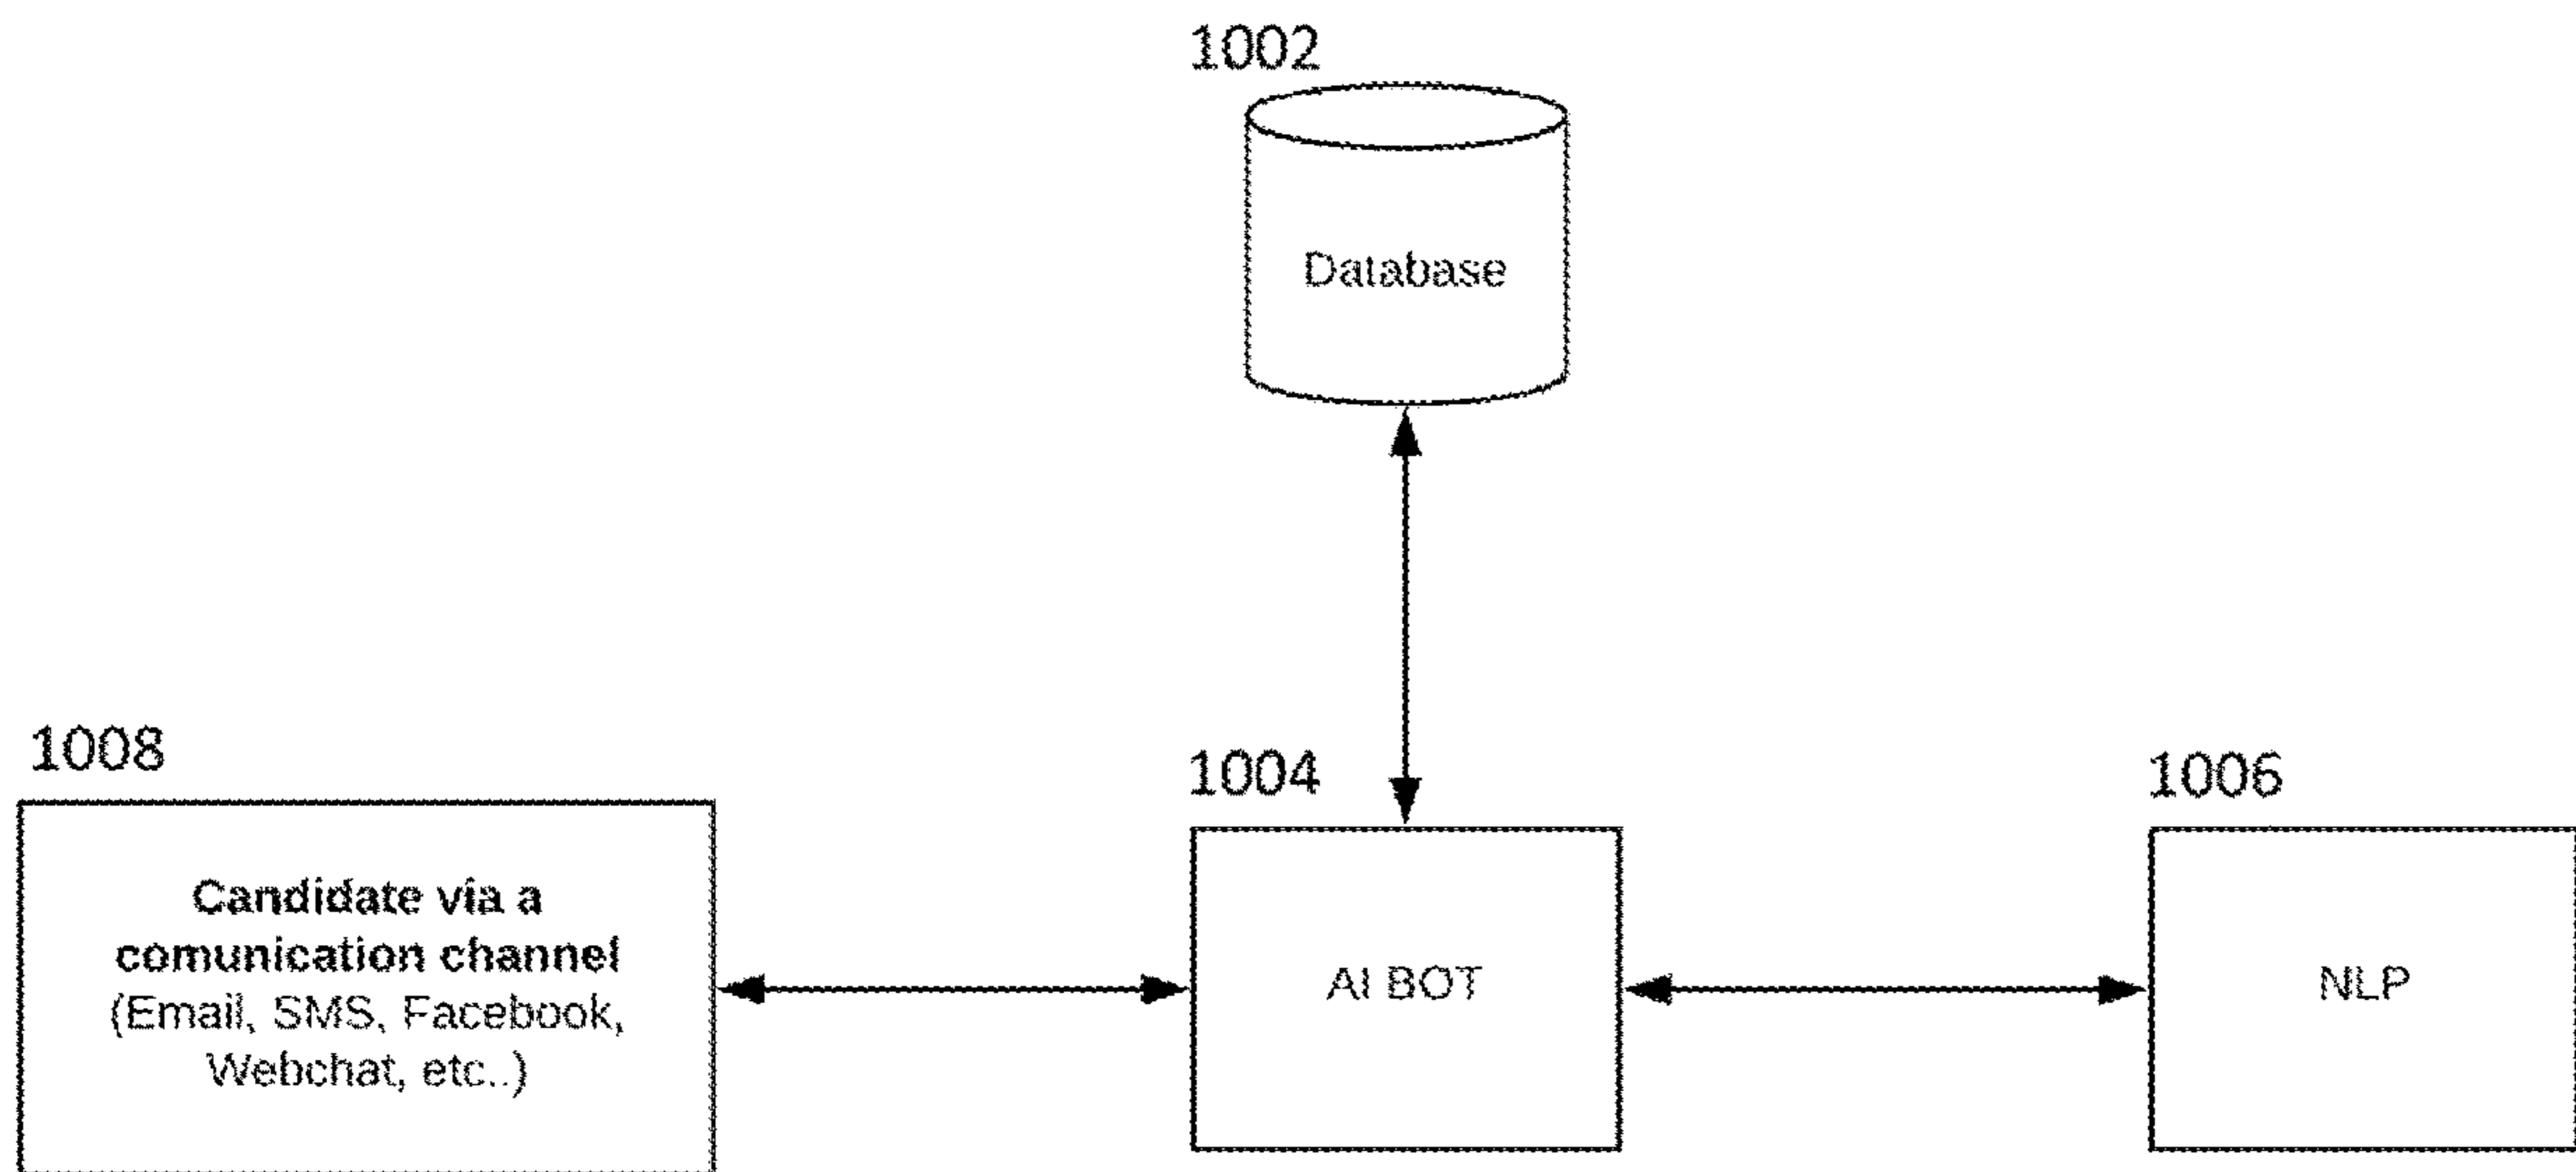 1002
Database
1008
Candidate via a
comunication channel
(Email, SMS, Facebook,
Webchat, etc..)
1004
AI BOT
1006
NLP